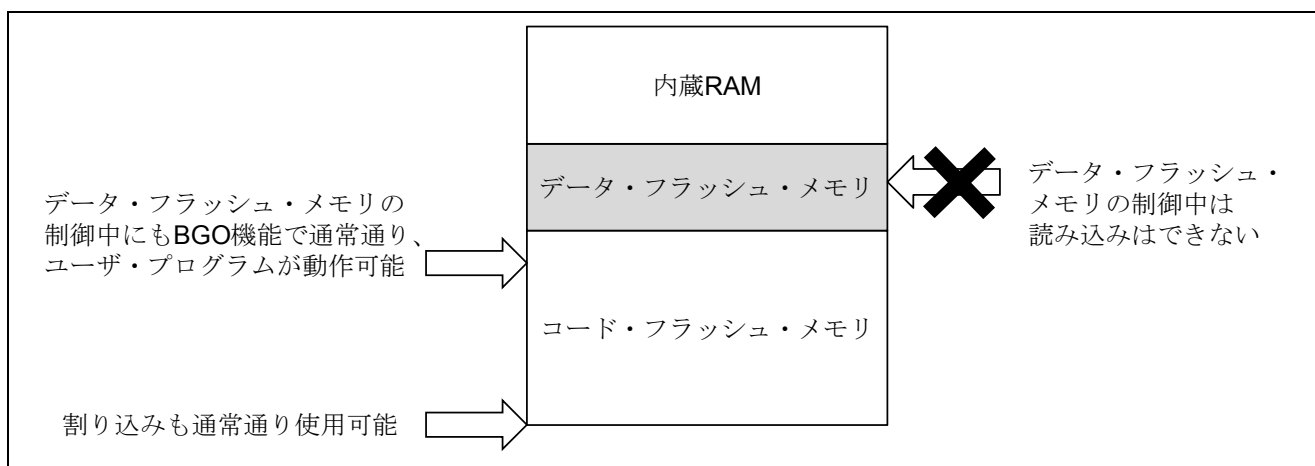 内蔵RAM
データ・フラッシュ・メモリ
データ・フラッシュ・メモリの
制御中にもBGO機能で通常通り、
ユーザ・プログラムが動作可能
データ・フラッシュ・
メモリの制御中は
読み込みはできない
コード・フラッシュ・メモリ
割り込みも通常通り使用可能